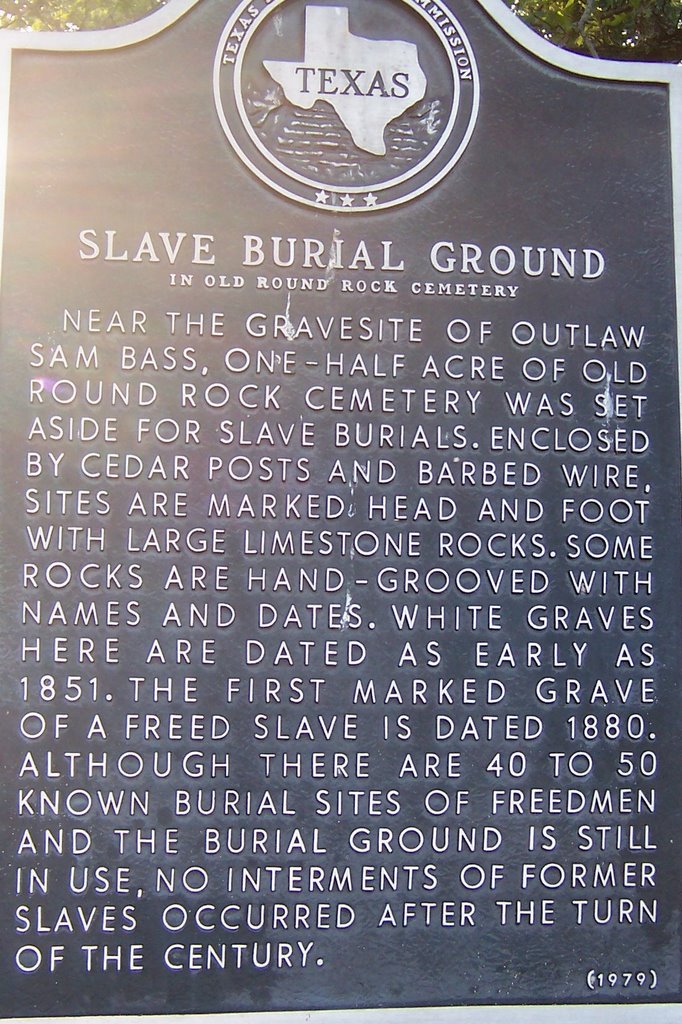 TEXAS
MMISSION
TEXAS
SLAVE BURIAL GROUND
IN OLD ROUND ROCK CEMETERY
NEAR THE GRAVESITE OF OUTLAW
SAM BASS, ONE-HALF ACRE OF OLD
ROUND ROCK CEMETERY WAS SET
ASIDE FOR SLAVE BURIALS. ENCLOSED
BY CEDAR POSTS AND BARBED WIRE,
SITES ARE MARKED HEAD AND FOOT
WITH LARGE LIMESTONE ROCKS. SOME
ROCKS ARE HAND-GROOVED WITH
NAMES AND DATES. WHITE GRAVES
HERE ARE DATED AS EARLY AS
1851. THE FIRST MARKED GRAVE
OF A FREED SLAVE IS DATED 1880.
ALTHOUGH THERE ARE 40 TO 50
KNOWN BURIAL SITES OF FREEDMEN
AND THE BURIAL GROUND IS STILL
IN USE, NO INTERMENTS OF FORMER
SLAVES OCCURRED AFTER THE TURN
OF THE CENTURY.
(1979)